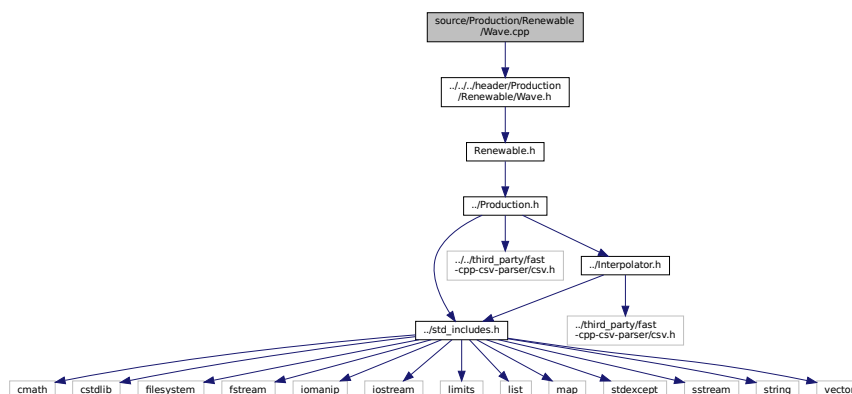 source/Production/Renewable
/Wave.cpp
../../../header/Production
/Renewable/Wave.h
Renewable.h
../Production.h
../../third_party/fast
-cpp-csv-parser/csv.h
../Interpolator.h
../std_includes.h
../third_party/fast
-cpp-csv-parser/csv.h
cmath
cstdlib
filesystem
fstream
iomanip
iostream
limits
list
map
stdexcept
sstream
string
vector